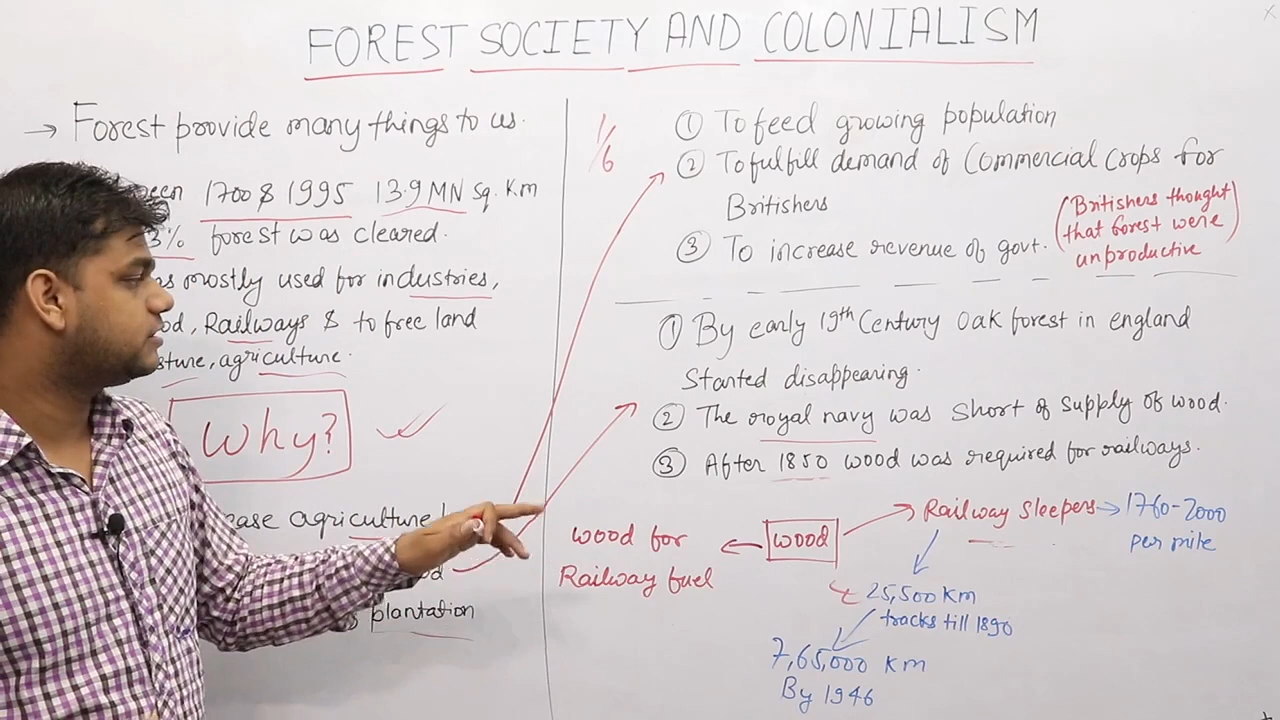 FOREST SOCIETY AND COLONIALISM
→ Forest provide many things to us.
1700 & 1995 13.9 MN Sq. Km
3% forest was cleared.
mostly used for industries,
Railways & to free land
agriculture.
Why?
agriculture
plantation
1/6
① To feed growing population
② To fulfill demand of Commercial Crops for
Britishers
③ To increase revenue of govt.
(Britishers thought
that forest were
unproductive)
① By early 19th Century Oak forest in england
Started disappearing.
② The royal navy was short of supply of wood.
③ After 1850 wood was required for railways.
wood for
Railway fuel
wood
Railway sleepers → 1760-2000
per mile
25,500 Km
tracks till 1890
7,65,000 Km
By 1946